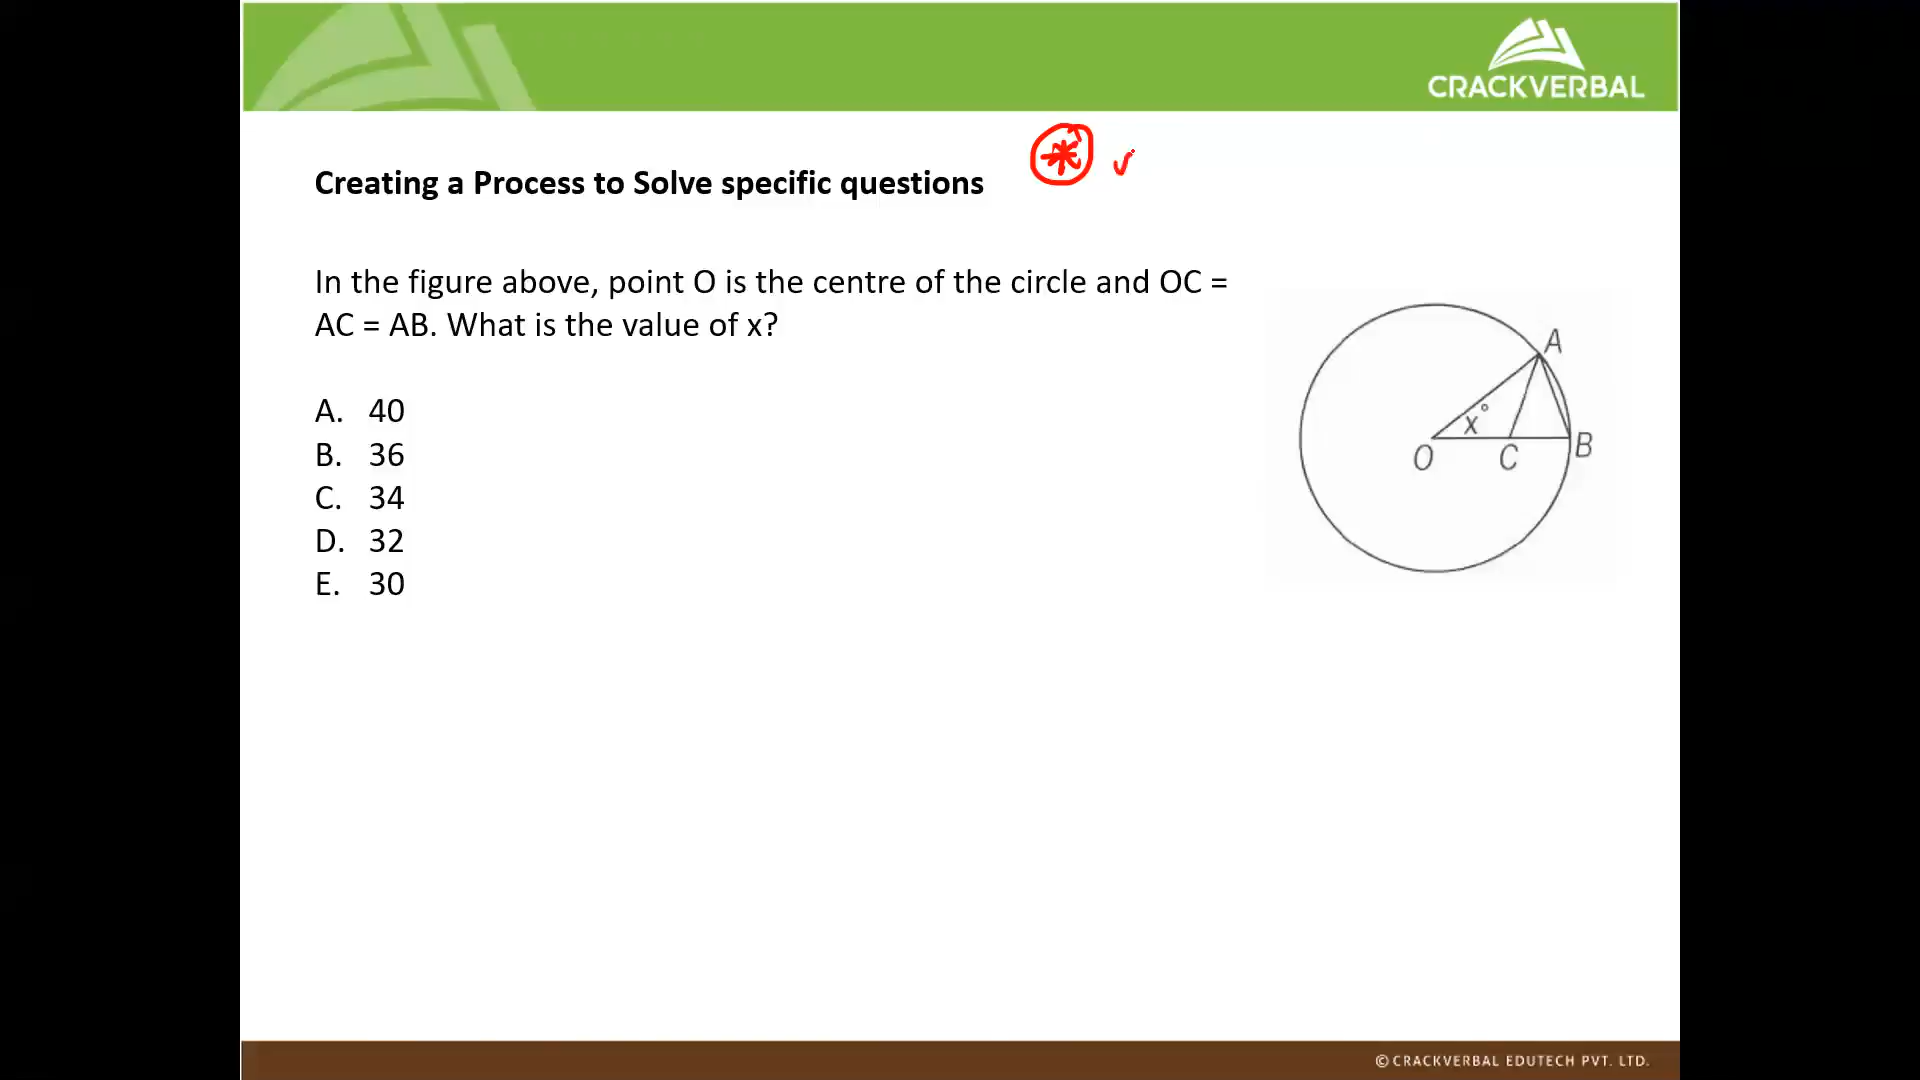 CRACKVERBAL
Creating a Process to Solve specific questions
In the figure above, point O is the centre of the circle and OC =
AC = AB. What is the value of x?
A. 40
B. 36
C. 34
D. 32
E. 30
A
x°
O
C
B
© CRACKVERBAL EDUTECH PVT. LTD.